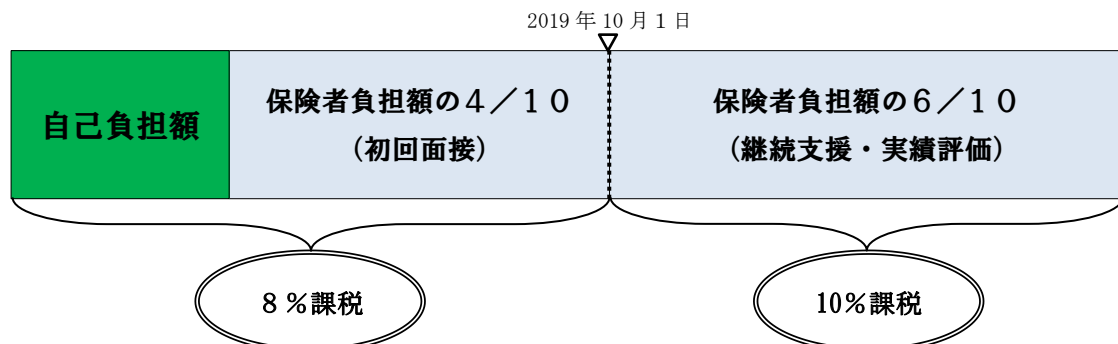 2019年10月1日
自己負担額
保険者負担額の４／１０
（初回面接）
保険者負担額の６／１０
（継続支援・実績評価）
８％課税
10％課税